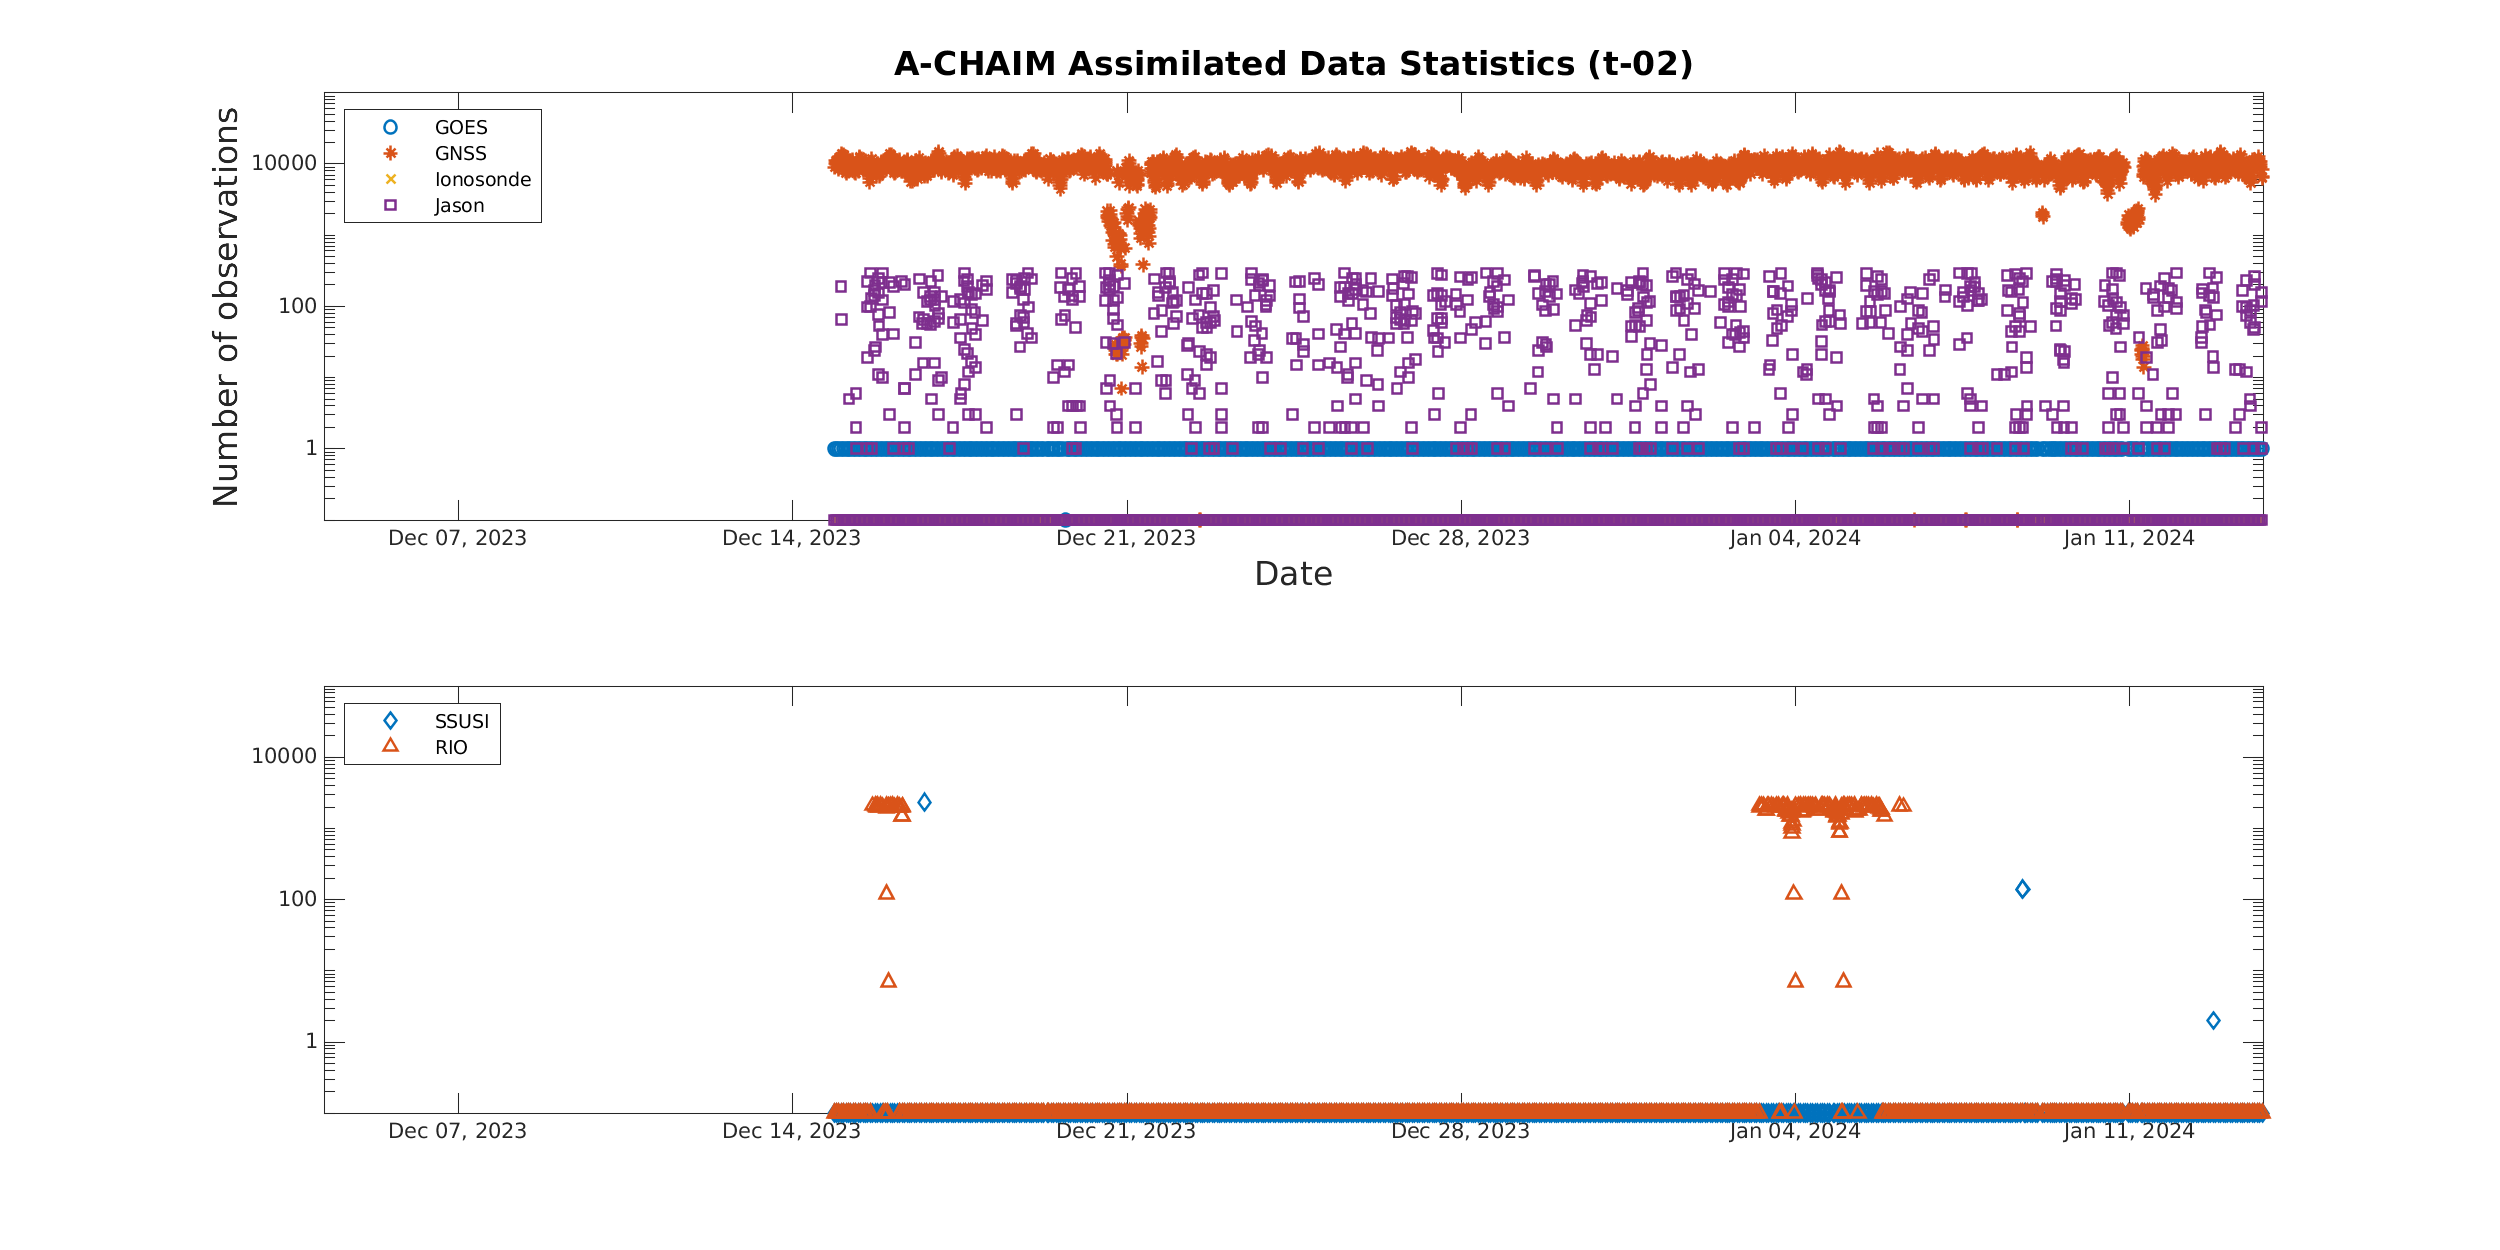 A-CHAIM Assimilated Data Statistics (t-02)
Number of observations
10000
100
1
GOES
GNSS
Ionosonde
Jason
Dec 07, 2023
Dec 14, 2023
Dec 21, 2023
Dec 28, 2023
Jan 04, 2024
Jan 11, 2024
Date
10000
100
1
SSUSI
RIO
Dec 07, 2023
Dec 14, 2023
Dec 21, 2023
Dec 28, 2023
Jan 04, 2024
Jan 11, 2024